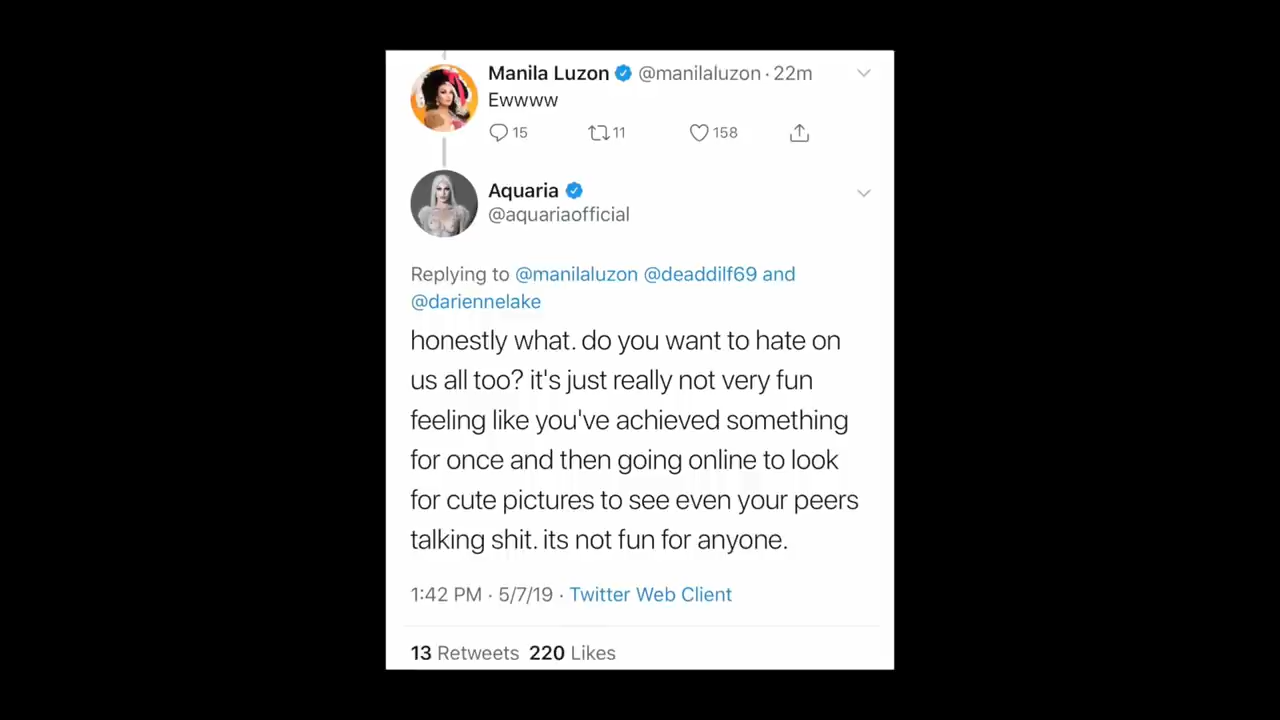 Manila Luzon @manilaluzon · 22m
Ewwww
15 11 158
Aquaria
@aquariaofficial
Replying to @manilaluzon @deaddilf69 and
@dariennelake
honestly what. do you want to hate on
us all too? it's just really not very fun
feeling like you've achieved something
for once and then going online to look
for cute pictures to see even your peers
talking shit. its not fun for anyone.
1:42 PM · 5/7/19 · Twitter Web Client
13 Retweets 220 Likes